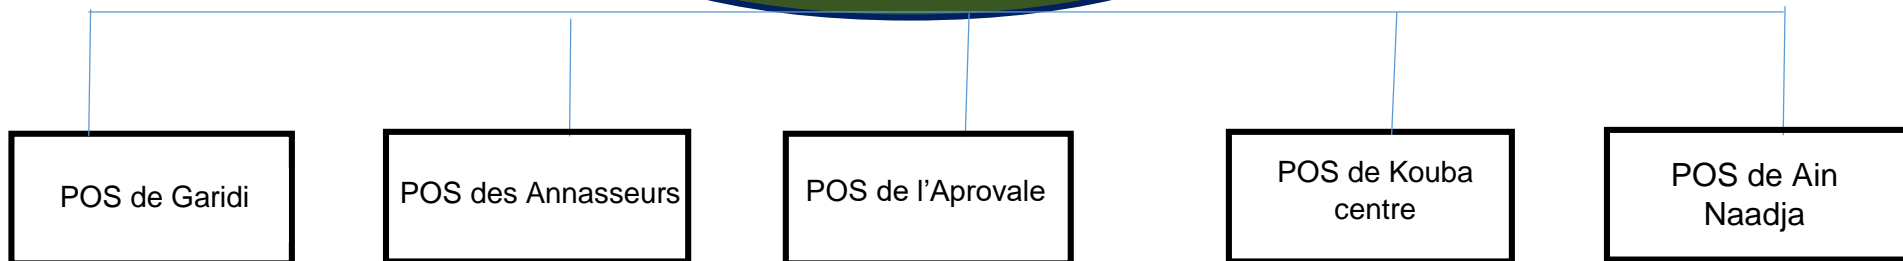 POS de Garidi
POS des Annasseurs
POS de l’Aprovale
POS de Kouba
centre
POS de Ain
Naadja